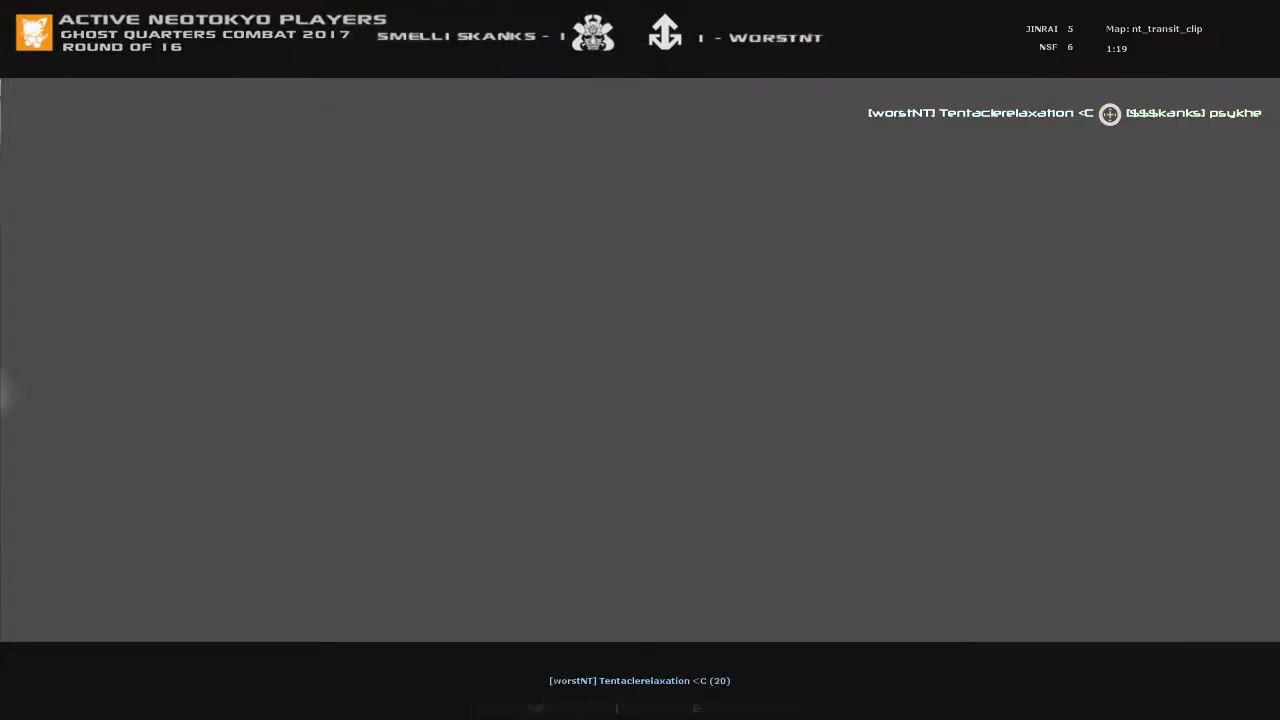 ACTIVE NEOTOKYO PLAYERS
GHOST QUARTERS COMBAT 2017
ROUND OF 16
SMELLI SKANKS - 1
1 - WORSTNT
JINRAI 5
NSF 6
Map: nt_transit_clip
1:19
[worstNT] Tentaclerelaxation <C [$$$kanks] psykhe
[worstNT] Tentaclerelaxation <C (20)